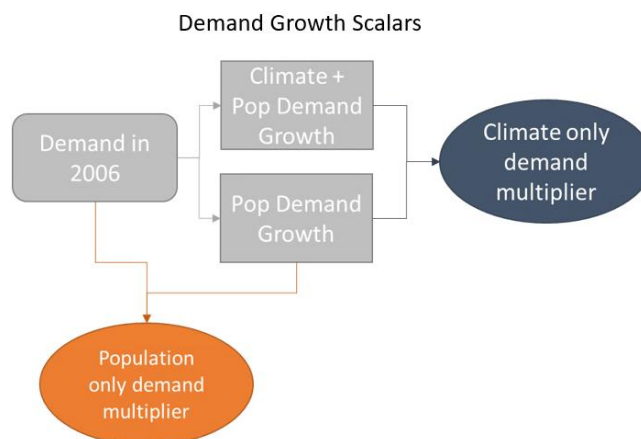 Demand Growth Scalars
Climate +
Pop Demand
Growth
Demand in
2006
Pop Demand
Growth
Climate only
demand
multiplier
Population
only demand
multiplier